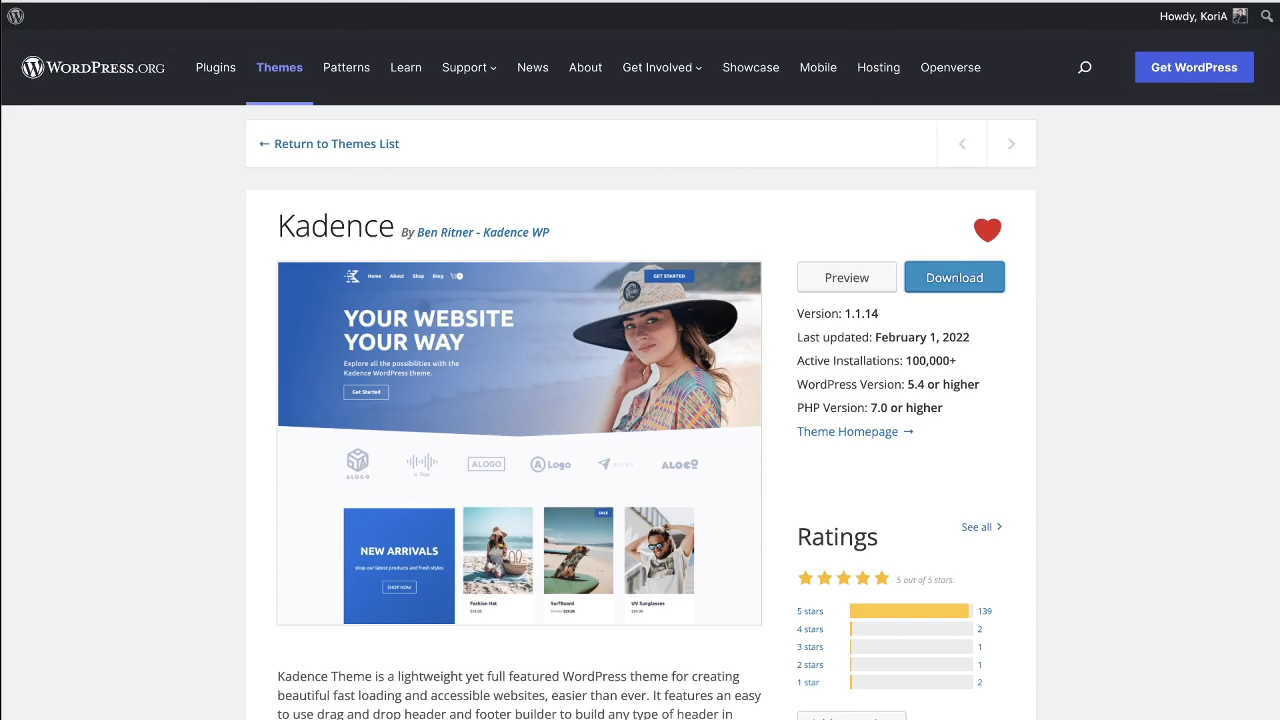 Howdy, KoriA
WORDPRESS.ORG
Plugins
Themes
Patterns
Learn
Support
News
About
Get Involved
Showcase
Mobile
Hosting
Openverse
Get WordPress
← Return to Themes List
Kadence By Ben Ritner - Kadence WP
Home About Shop Blog
GET STARTED
YOUR WEBSITE
YOUR WAY
Explore all the possibilities with the
Kadence WordPress theme.
Get Started
ALOGO
ALOGO
A Logo
ALOCO
NEW ARRIVALS
shop our latest products and fresh styles
SHOP NOW
SALE
Fashion Hat
SurfBoard
UV Sunglasses
Preview
Download
Version: 1.1.14
Last updated: February 1, 2022
Active Installations: 100,000+
WordPress Version: 5.4 or higher
PHP Version: 7.0 or higher
Theme Homepage →
Ratings
See all
5 out of 5 stars.
5 stars 139
4 stars 2
3 stars 1
2 stars 1
1 star 2
Kadence Theme is a lightweight yet full featured WordPress theme for creating
beautiful fast loading and accessible websites, easier than ever. It features an easy
to use drag and drop header and footer builder to build any type of header in